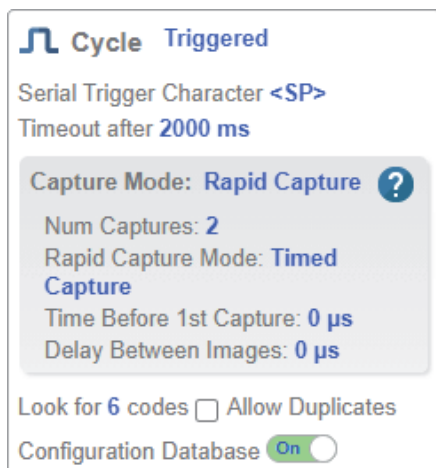 Cycle Triggered
Serial Trigger Character <SP>
Timeout after 2000 ms
Capture Mode: Rapid Capture ?
Num Captures: 2
Rapid Capture Mode: Timed
Capture
Time Before 1st Capture: 0 µs
Delay Between Images: 0 µs
Look for 6 codes Allow Duplicates
Configuration Database On